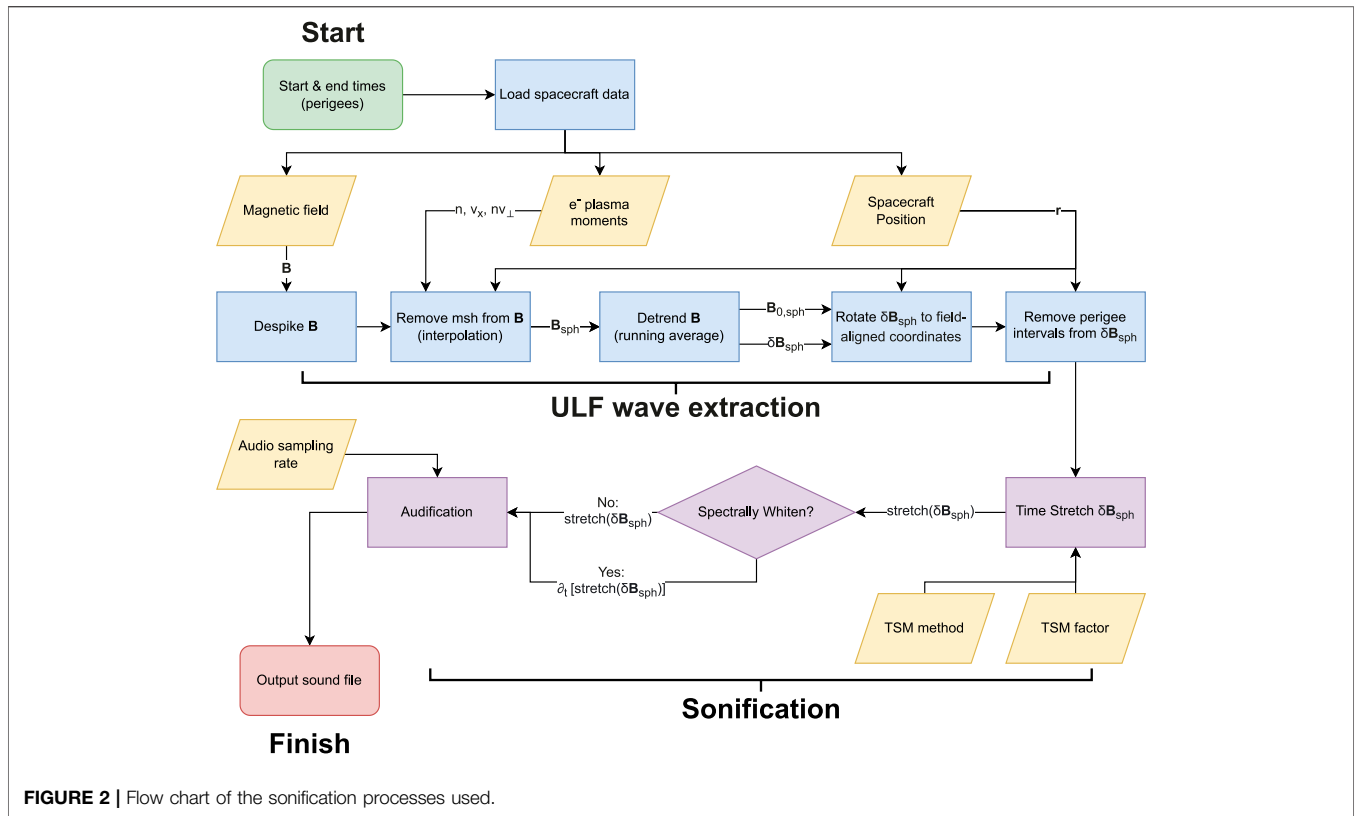 Start
Start & end times
(perigees)
Load spacecraft data
Magnetic field
n, vₓ, nv⊥
e⁻ plasma
moments
Spacecraft
Position
r
B
Despike B
Remove msh from B
(interpolation)
B_sph
Detrend B
(running average)
B_0,sph
δB_sph
Rotate δB_sph to field-
aligned coordinates
Remove perigee
intervals from δB_sph
ULF wave extraction
Audio sampling
rate
Audification
No:
stretch(δB_sph)
Spectrally Whiten?
stretch(δB_sph)
Time Stretch δB_sph
Yes:
∂_t [stretch(δB_sph)]
TSM method
TSM factor
Output sound file
Sonification
Finish
FIGURE 2 | Flow chart of the sonification processes used.